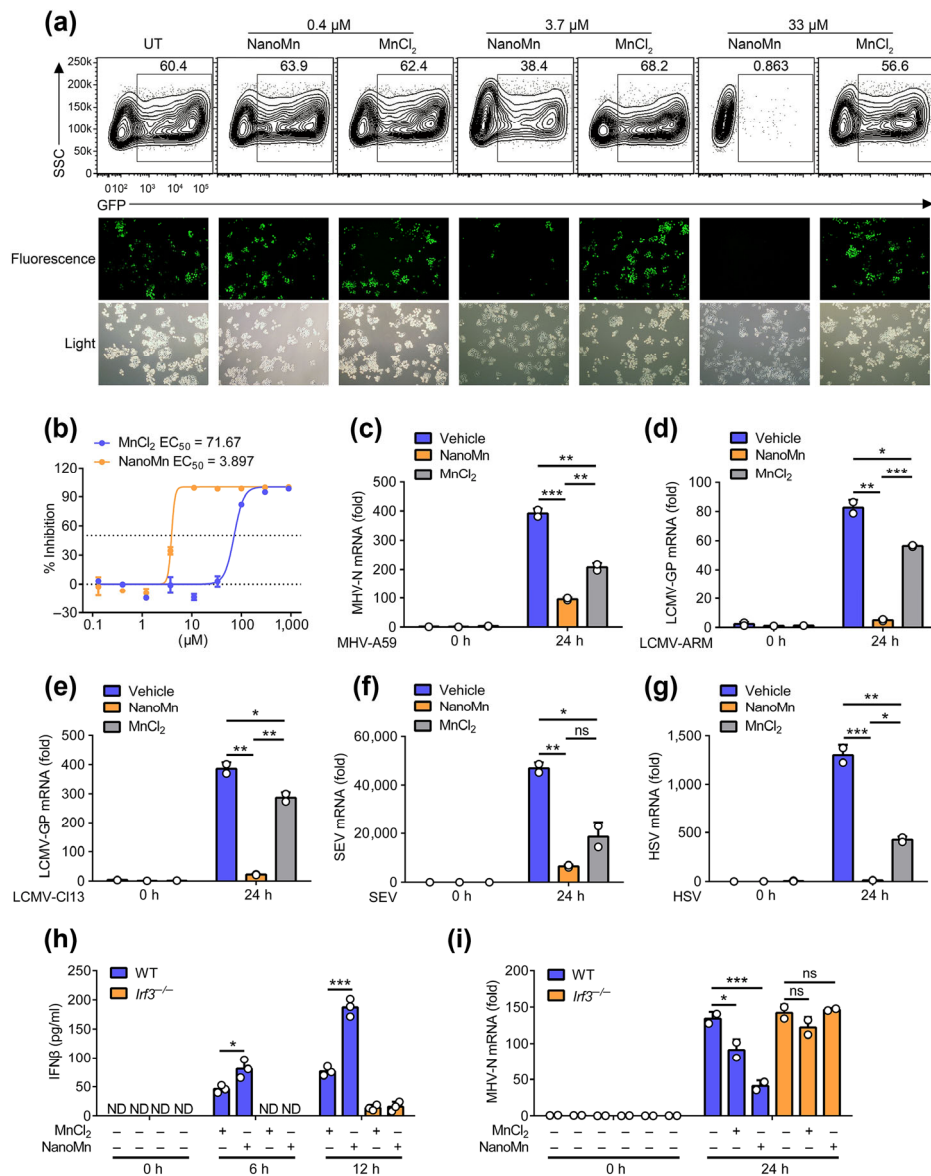 (a)
0.4 µM 3.7 µM 33 µM
UT NanoMn MnCl₂ NanoMn MnCl₂ NanoMn MnCl₂
60.4 63.9 62.4 38.4 68.2 0.863 56.6
250k
200k
150k
100k
50k
0
SSC
0 10² 10³ 10⁴ 10⁵
GFP
Fluorescence
Light
(b)
MnCl₂ EC₅₀ = 71.67
NanoMn EC₅₀ = 3.897
% Inhibition
120
90
50
30
0
–30
0.1 1 10 100 1,000
(µM)
(c)
Vehicle
NanoMn
MnCl₂
MHV-N mRNA (fold)
500
400
300
200
100
0
**
*** **
MHV-A59 0 h 24 h
(d)
Vehicle
NanoMn
MnCl₂
LCMV-GP mRNA (fold)
100
80
60
40
20
0
*
** ***
LCMV-ARM 0 h 24 h
(e)
Vehicle
NanoMn
MnCl₂
LCMV-GP mRNA (fold)
500
400
300
200
100
0
*
** **
LCMV-Cl13 0 h 24 h
(f)
Vehicle
NanoMn
MnCl₂
SEV mRNA (fold)
60,000
40,000
20,000
0
*
** ns
SEV 0 h 24 h
(g)
Vehicle
NanoMn
MnCl₂
HSV mRNA (fold)
1,500
1,000
500
0
**
*** *
HSV 0 h 24 h
(h)
WT
Irf3⁻/⁻
IFNβ (pg/ml)
250
200
150
100
50
0
* ***
ND ND ND ND ND ND
MnCl₂ – – – – + – + – + – + –
NanoMn – – – – – + – + – + – +
0 h 6 h 12 h
(i)
WT
Irf3⁻/⁻
MHV-N mRNA (fold)
200
150
100
50
0
*** ns
* ns
MnCl₂ – – – – – – – + – – + –
NanoMn – – – – – – – – + – – +
0 h 24 h